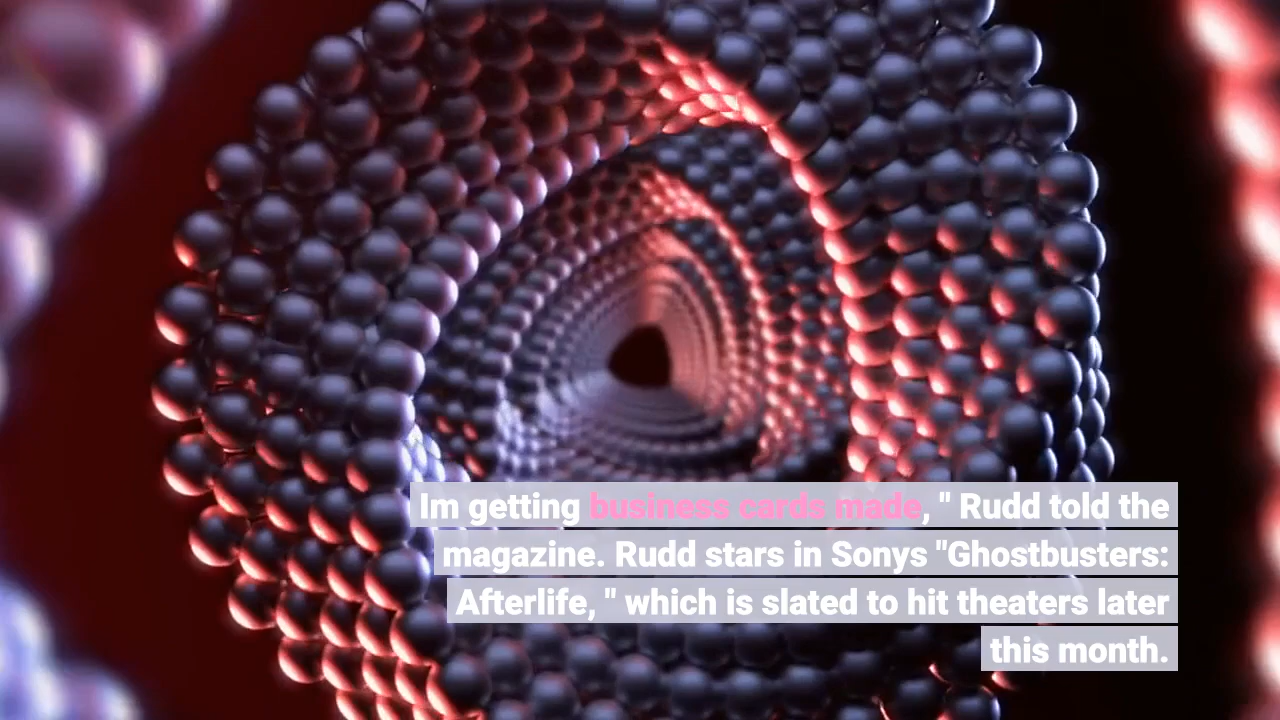 Im getting business cards made, " Rudd told the
magazine. Rudd stars in Sonys "Ghostbusters:
Afterlife, " which is slated to hit theaters later
this month.